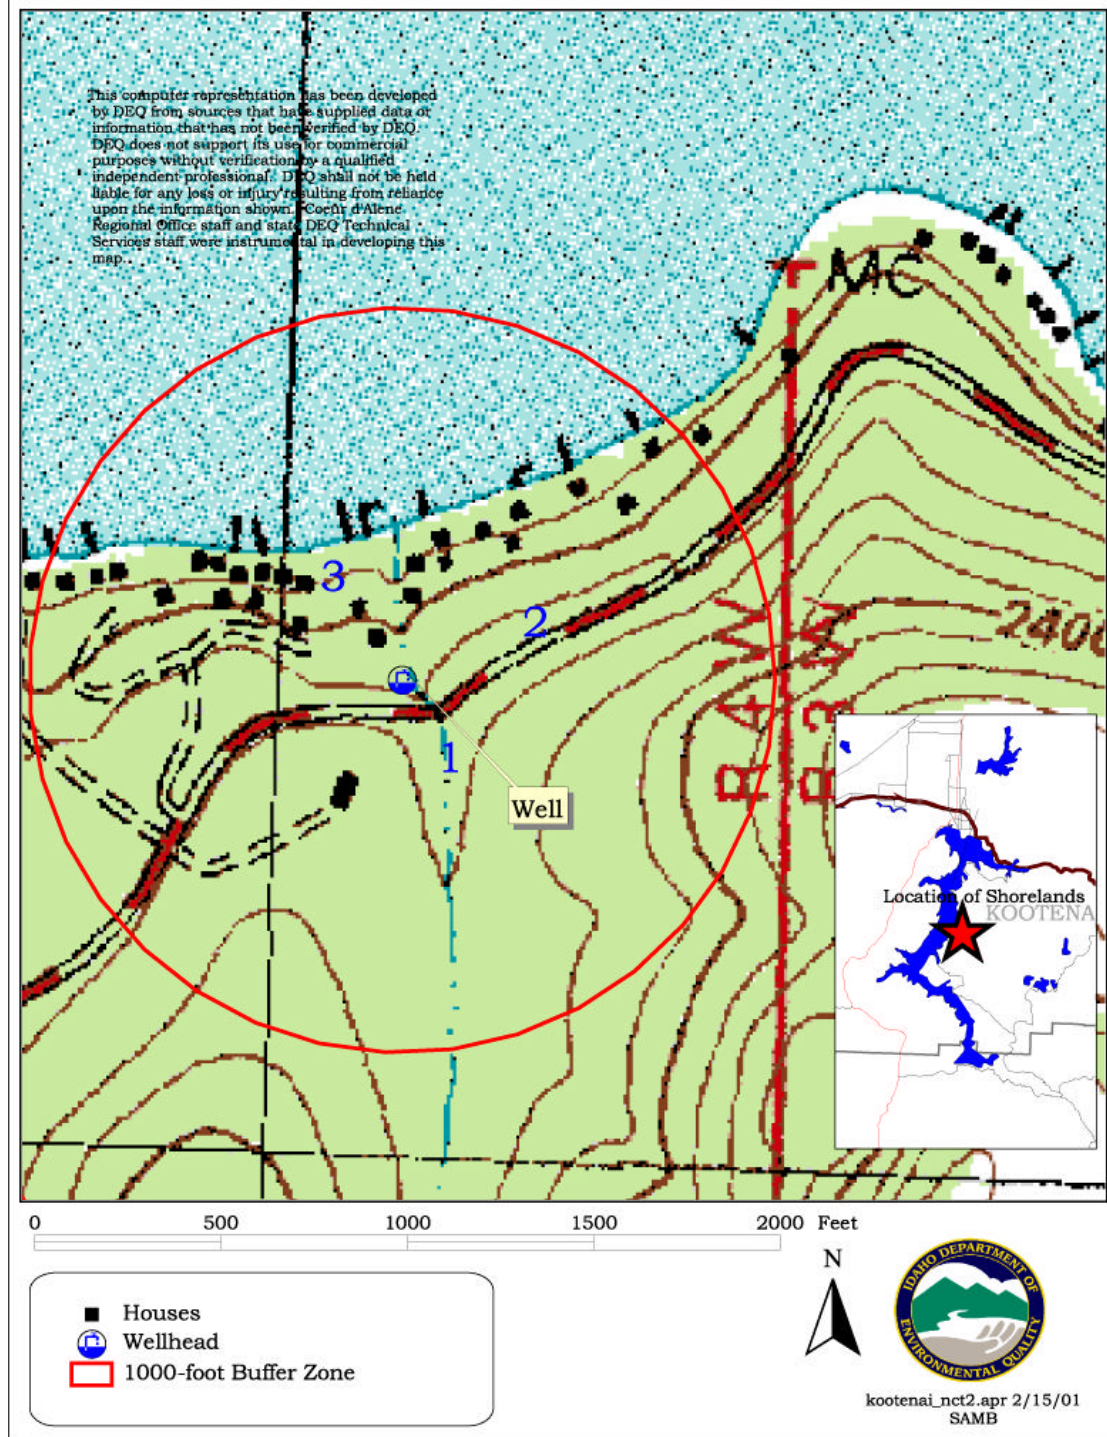 This computer representation has been developed
by DEQ from sources that have supplied data or
information that has not been verified by DEQ.
DEQ does not support its use for commercial
purposes without verification by a qualified
independent professional. DEQ shall not be held
liable for any loss or injury resulting from reliance
upon the information shown. Coeur d'Alene
Regional Office staff and state DEQ Technical
Services staff were instrumental in developing this
map.
MC
3
2
1
Well
R 4 W
R 3 W
2400
Location of Shorelands
KOOTENA
0 500 1000 1500 2000 Feet
Houses
Wellhead
1000-foot Buffer Zone
N
IDAHO DEPARTMENT OF
ENVIRONMENTAL QUALITY
kootenai_nct2.apr 2/15/01
SAMB